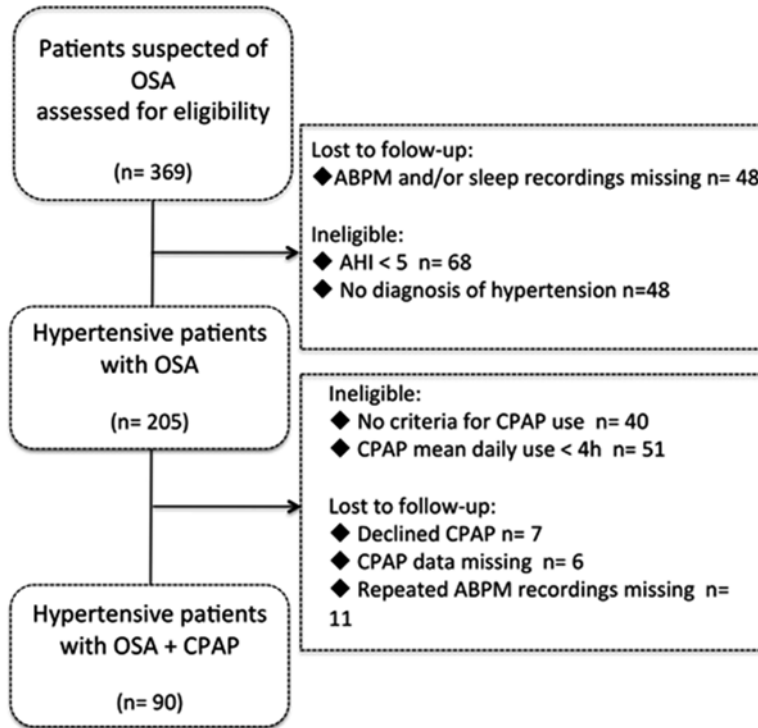 Patients suspected of
OSA
assessed for eligibility
(n= 369)
Lost to folow-up:
◆ABPM and/or sleep recordings missing n= 48
Ineligible:
◆ AHI < 5 n= 68
◆ No diagnosis of hypertension n=48
Hypertensive patients
with OSA
(n= 205)
Ineligible:
◆ No criteria for CPAP use n= 40
◆ CPAP mean daily use < 4h n= 51
Lost to follow-up:
◆ Declined CPAP n= 7
◆ CPAP data missing n= 6
◆ Repeated ABPM recordings missing n=
11
Hypertensive patients
with OSA + CPAP
(n= 90)